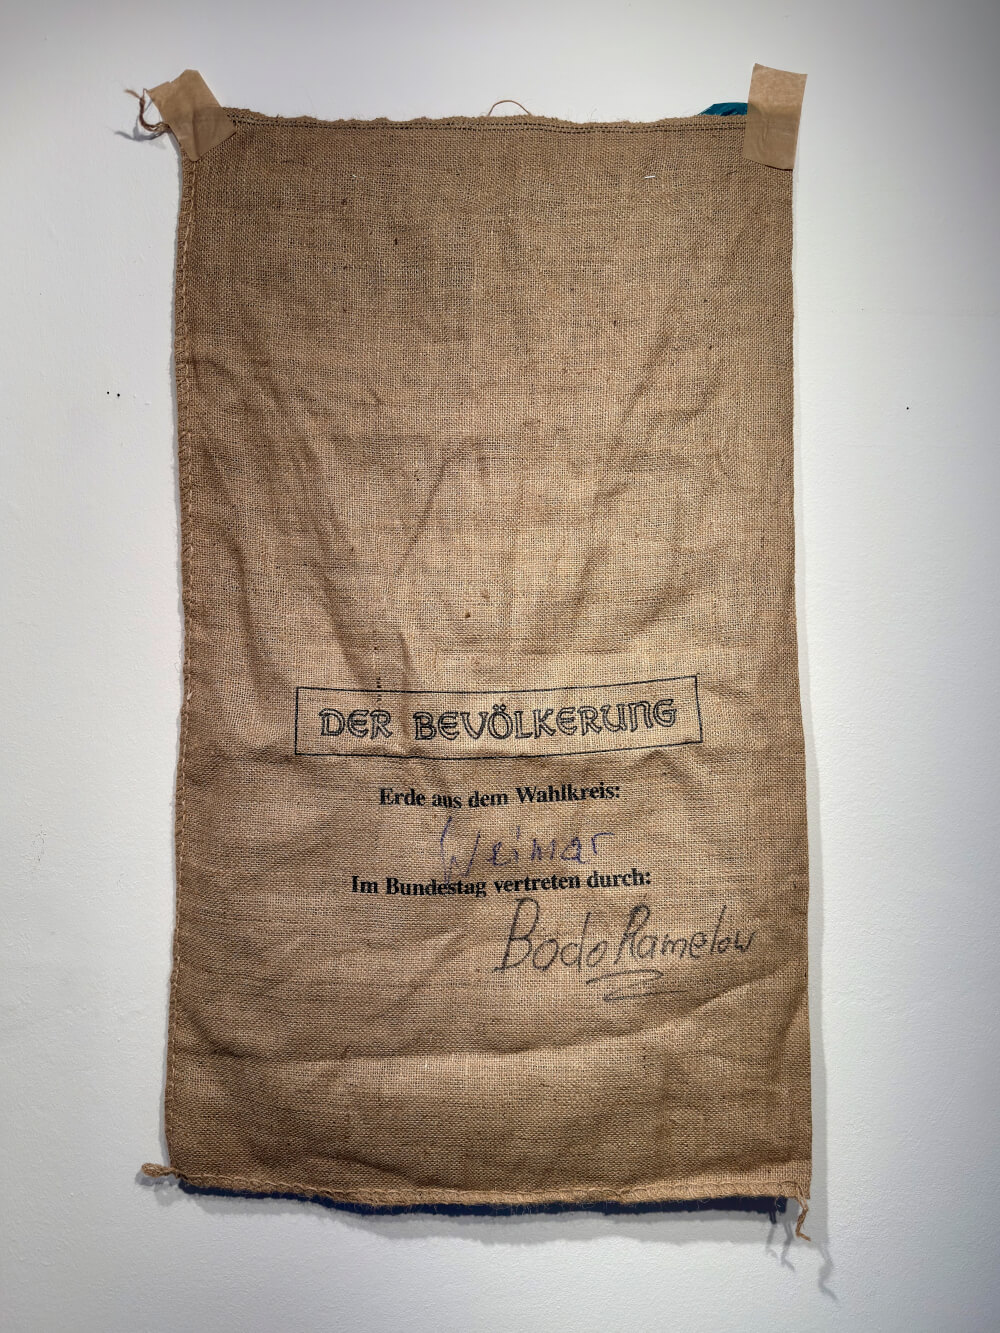 DER BEVÖLKERUNG
Erde aus dem Wahlkreis:
Weimar
Im Bundestag vertreten durch:
Bodo Ramelow